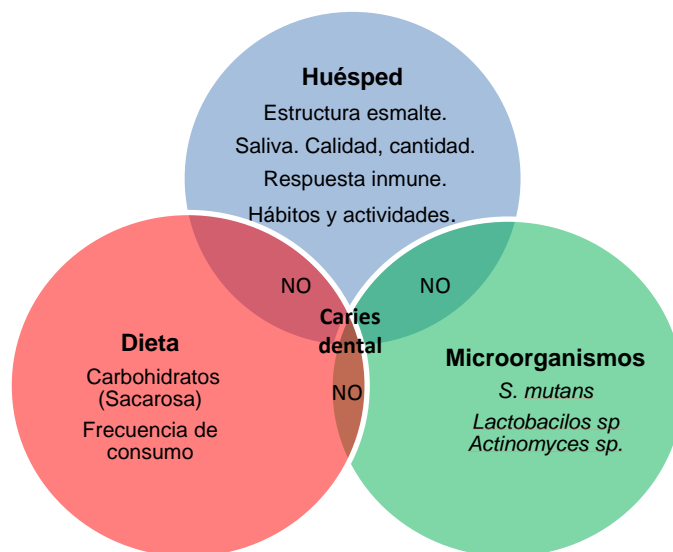 Huésped
Estructura esmalte.
Saliva. Calidad, cantidad.
Respuesta inmune.
Hábitos y actividades.
NO
NO
Caries
dental
NO
Dieta
Carbohidratos
(Sacarosa)
Frecuencia de
consumo
Microorganismos
S. mutans
Lactobacilos sp
Actinomyces sp.